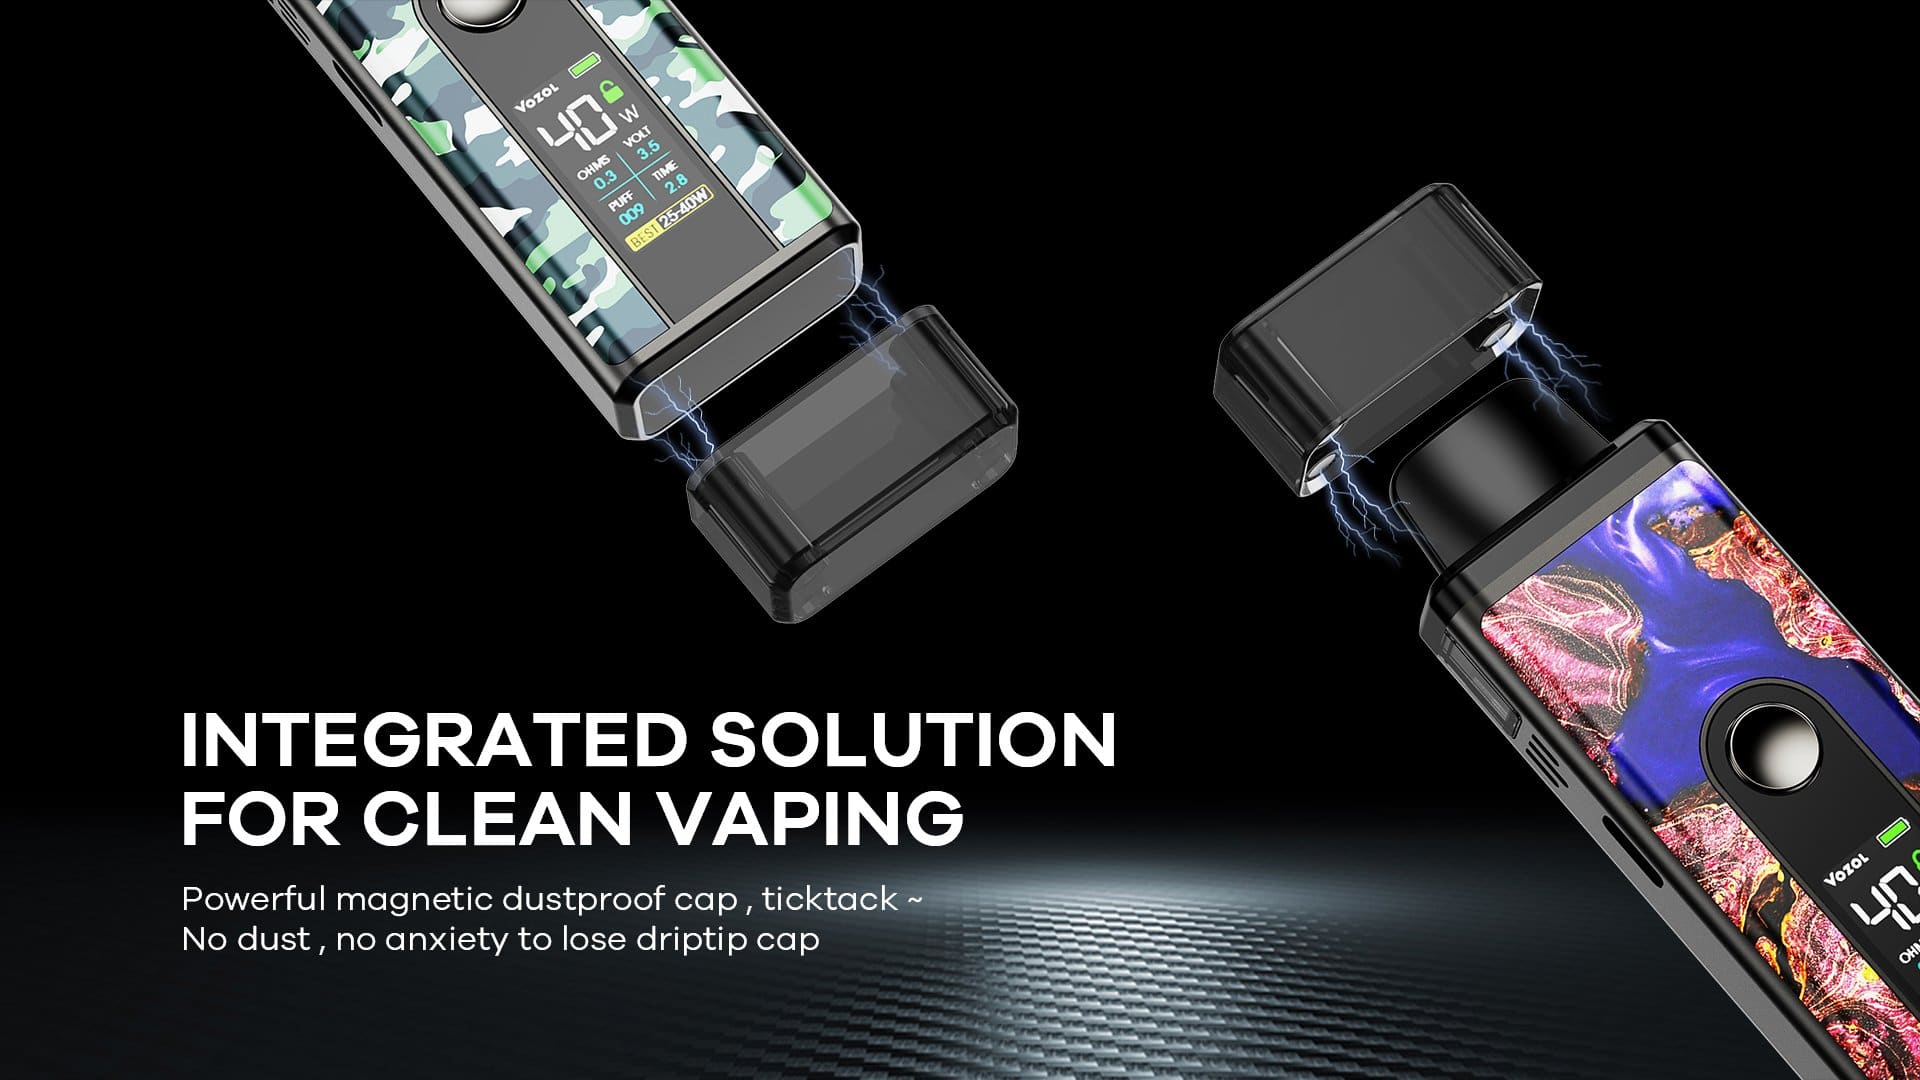 VOZOL
40 W
OHMS VOLT
0.3 3.5
PUFF TIME
009 2.8
BEST 25-40W
INTEGRATED SOLUTION
FOR CLEAN VAPING
Powerful magnetic dustproof cap , ticktack ~
No dust , no anxiety to lose driptip cap
VOZOL
40